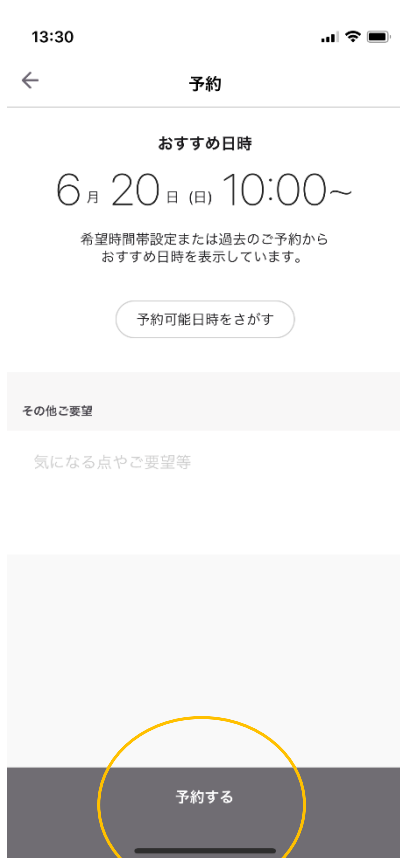 13:30
予約
おすすめ日時
6月20日(日)10:00~
希望時間帯設定または過去のご予約から
おすすめ日時を表示しています。
予約可能日時をさがす
その他ご要望
気になる点やご要望等
予約する